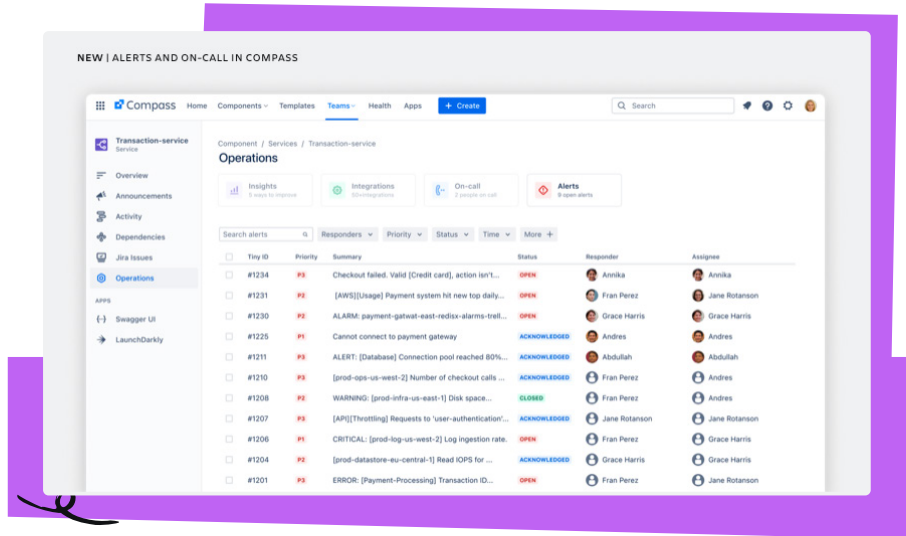 NEW | ALERTS AND ON-CALL IN COMPASS
Compass Home Components Templates Teams Health Apps + Create Search
Transaction-service
Service
Overview
Announcements
Activity
Dependencies
Jira Issues
Operations
APPS
Swagger UI
LaunchDarkly
Component / Services / Transaction-service
Operations
Insights
5 ways to improve
Integrations
On-call
2 people on call
Alerts
9 open alerts
Search alerts Responders Priority Status Time More +
Tiny ID Priority Summary Status Responder Assignee
#1234 P3 Checkout failed. Valid [Credit card], action isn't... OPEN Annika Annika
#1231 P2 [AWS][Usage] Payment system hit new top daily... OPEN Fran Perez Jane Rotanson
#1230 P2 ALARM: payment-gatwat-east-redisx-alarms-trell... OPEN Grace Harris Grace Harris
#1225 P1 Cannot connect to payment gateway ACKNOWLEDGED Andres Andres
#1211 P3 ALERT: [Database] Connection pool reached 80%... ACKNOWLEDGED Abdullah Abdullah
#1210 P3 [prod-ops-us-west-2] Number of checkout calls ... ACKNOWLEDGED Fran Perez Andres
#1208 P2 WARNING: [prod-infra-us-east-1] Disk space... CLOSED Fran Perez Andres
#1207 P3 [API][Throttling] Requests to 'user-authentication'... ACKNOWLEDGED Jane Rotanson Jane Rotanson
#1206 P1 CRITICAL: [prod-log-us-west-2] Log ingestion rate. OPEN Fran Perez Grace Harris
#1204 P2 [prod-datastore-eu-central-1] Read IOPS for ... ACKNOWLEDGED Grace Harris Grace Harris
#1201 P3 ERROR: [Payment-Processing] Transaction ID... OPEN Fran Perez Jane Rotanson